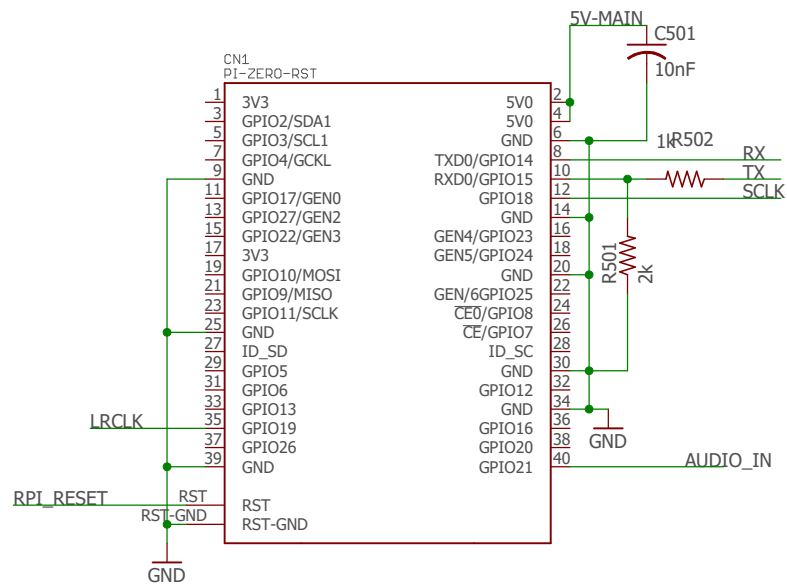 5V-MAIN
C501
10nF
CN1
PI-ZERO-RST
1 3V3 5V0 2
3 GPIO2/SDA1 5V0 4
5 GPIO3/SCL1 GND 6
1k R502
7 GPIO4/GCKL TXD0/GPIO14 8 RX
9 GND RXD0/GPIO15 10 TX
11 GPIO17/GEN0 GPIO18 12 SCLK
13 GPIO27/GEN2 GND 14
15 GPIO22/GEN3 GEN4/GPIO23 16
17 3V3 GEN5/GPIO24 18
R501
2k
19 GPIO10/MOSI GND 20
21 GPIO9/MISO GEN/6GPIO25 22
23 GPIO11/SCLK CE0/GPIO8 24
25 GND CE/GPIO7 26
27 ID_SD ID_SC 28
29 GPIO5 GND 30
31 GPIO6 GPIO12 32
33 GPIO13 GND 34
LRCLK 35 GPIO19 GPIO16 36
GND
37 GPIO26 GPIO20 38
39 GND GPIO21 40 AUDIO_IN
RPI_RESET RST RST
RST-GND RST-GND
GND